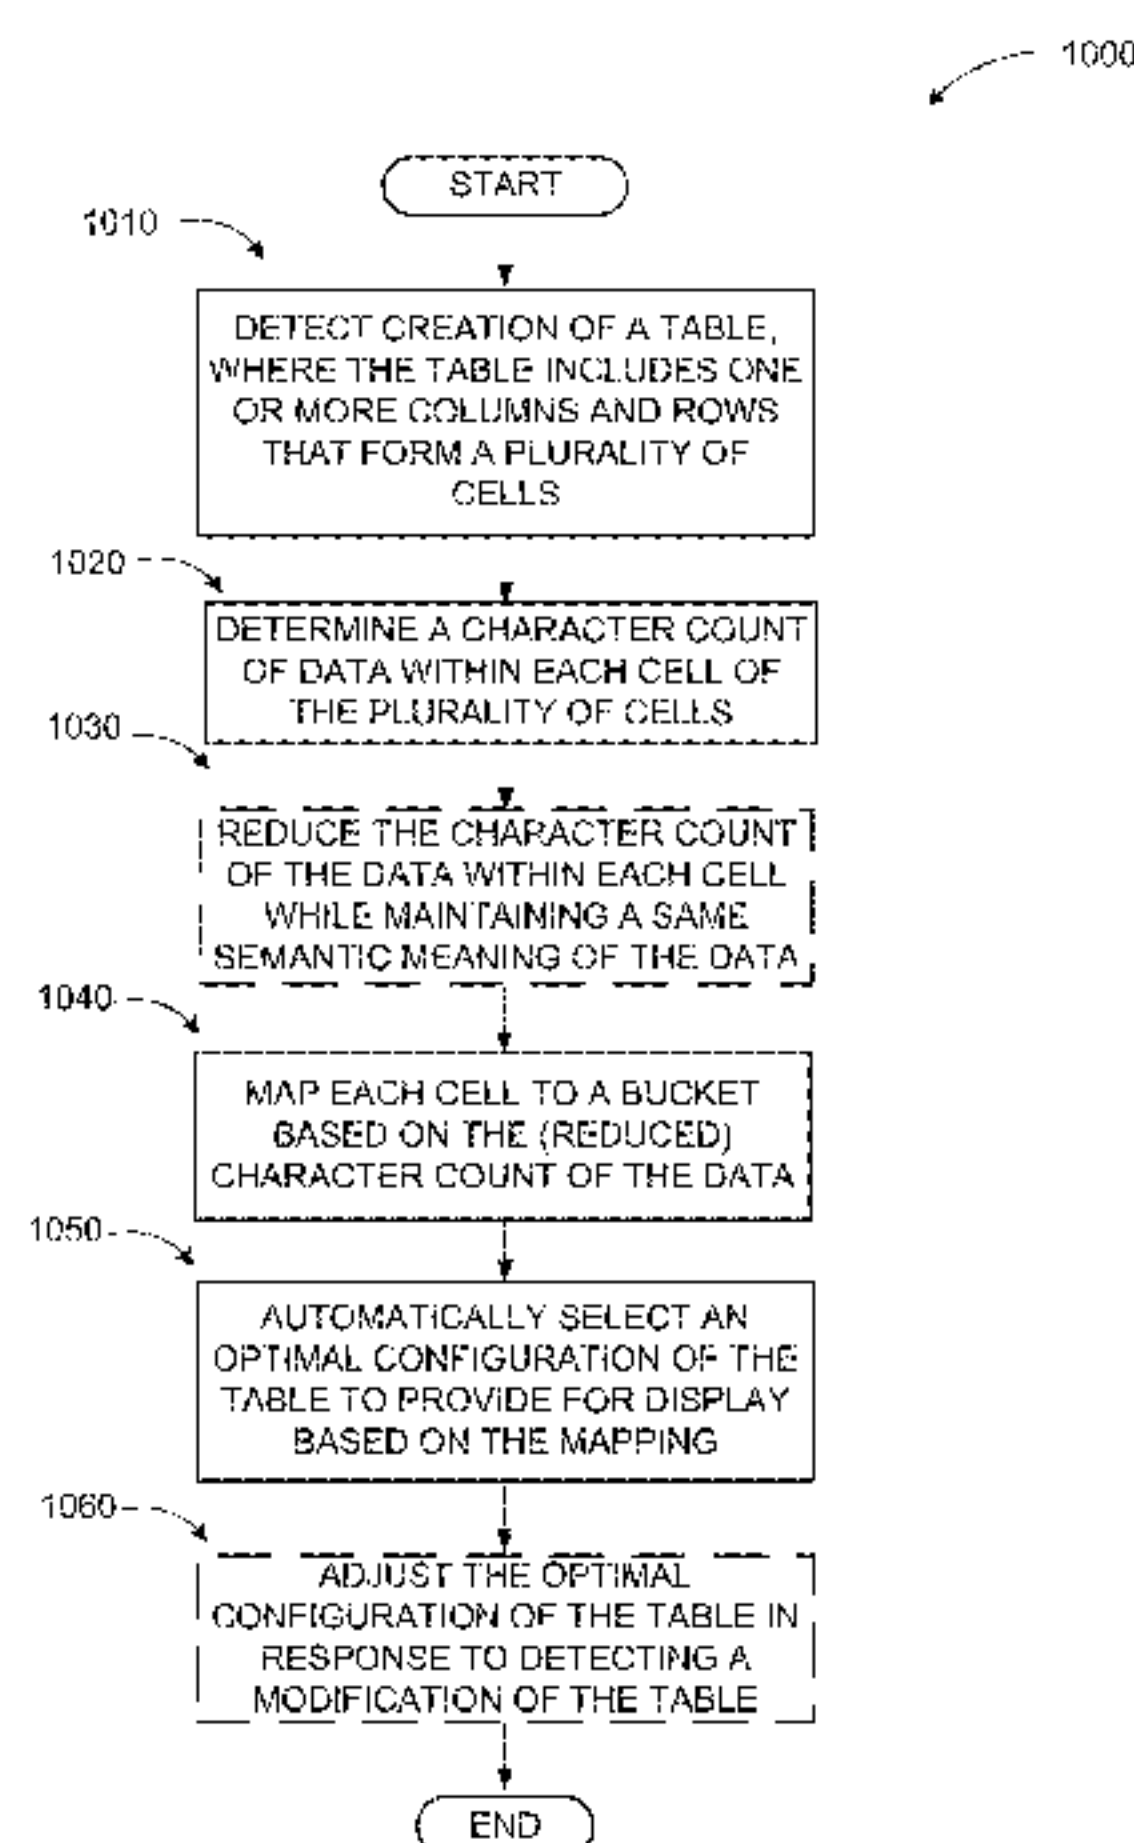 1000
START
1010
DETECT CREATION OF A TABLE,
WHERE THE TABLE INCLUDES ONE
OR MORE COLUMNS AND ROWS
THAT FORM A PLURALITY OF
CELLS
1020
DETERMINE A CHARACTER COUNT
OF DATA WITHIN EACH CELL OF
THE PLURALITY OF CELLS
1030
REDUCE THE CHARACTER COUNT
OF THE DATA WITHIN EACH CELL
WHILE MAINTAINING A SAME
SEMANTIC MEANING OF THE DATA
1040
MAP EACH CELL TO A BUCKET
BASED ON THE (REDUCED)
CHARACTER COUNT OF THE DATA
1050
AUTOMATICALLY SELECT AN
OPTIMAL CONFIGURATION OF THE
TABLE TO PROVIDE FOR DISPLAY
BASED ON THE MAPPING
1060
ADJUST THE OPTIMAL
CONFIGURATION OF THE TABLE IN
RESPONSE TO DETECTING A
MODIFICATION OF THE TABLE
END